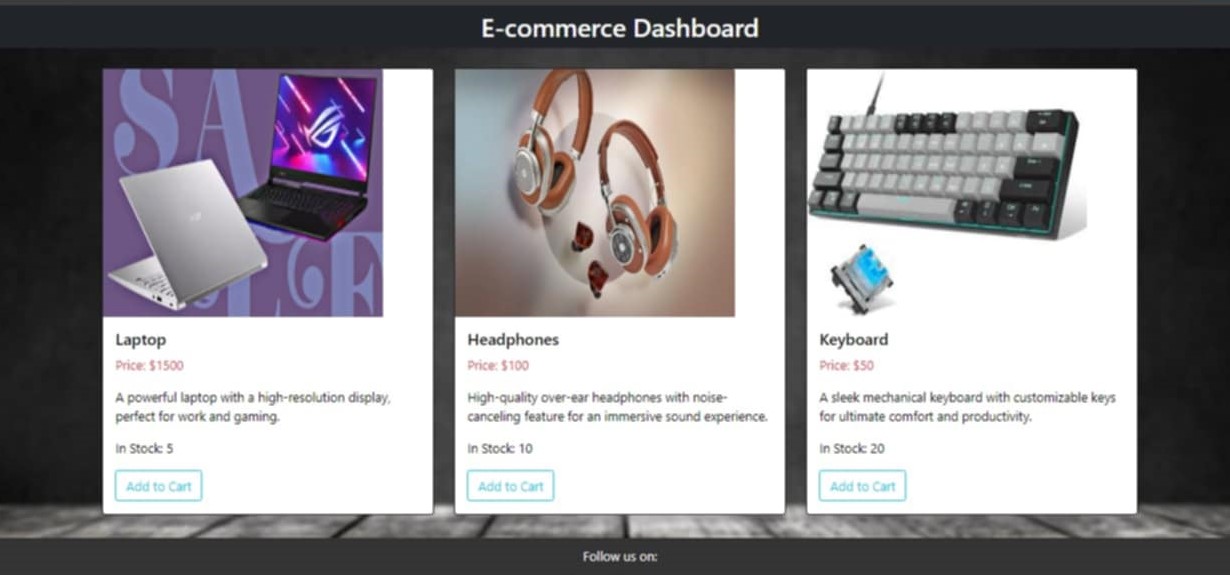 E-commerce Dashboard
SALE
Laptop
Price: $1500
A powerful laptop with a high-resolution display,
perfect for work and gaming.
In Stock: 5
Add to Cart
Headphones
Price: $100
High-quality over-ear headphones with noise-
canceling feature for an immersive sound experience.
In Stock: 10
Add to Cart
Keyboard
Price: $50
A sleek mechanical keyboard with customizable keys
for ultimate comfort and productivity.
In Stock: 20
Add to Cart
Follow us on: